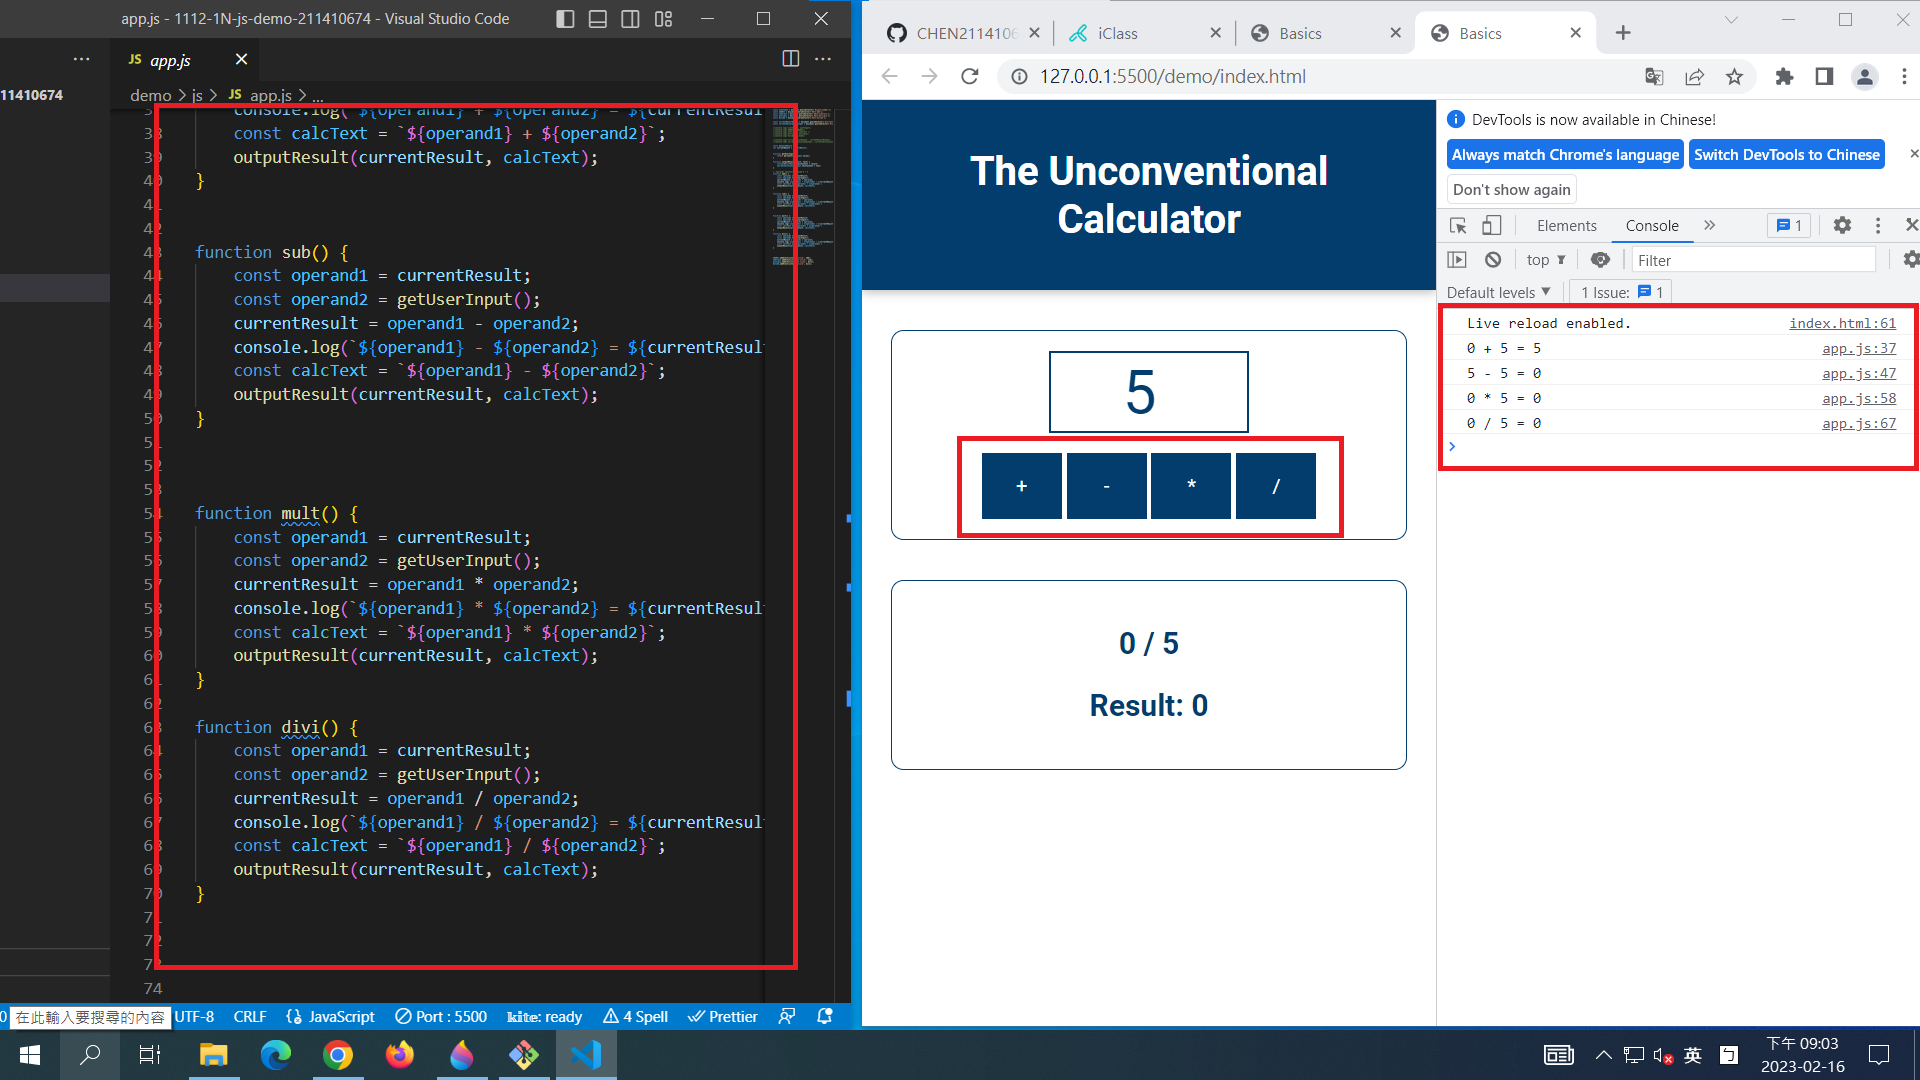 app.js - 1112-1N-js-demo-211410674 - Visual Studio Code
11410674
JS app.js
demo > js > JS app.js > ...
console.log(`${operand1} + ${operand2} = ${currentResul
38 const calcText = `${operand1} + ${operand2}`;
39 outputResult(currentResult, calcText);
40 }
41
42
43 function sub() {
44 const operand1 = currentResult;
45 const operand2 = getUserInput();
46 currentResult = operand1 - operand2;
47 console.log(`${operand1} - ${operand2} = ${currentResul
48 const calcText = `${operand1} - ${operand2}`;
49 outputResult(currentResult, calcText);
50 }
51
52
53
54 function mult() {
55 const operand1 = currentResult;
56 const operand2 = getUserInput();
57 currentResult = operand1 * operand2;
58 console.log(`${operand1} * ${operand2} = ${currentResul
59 const calcText = `${operand1} * ${operand2}`;
60 outputResult(currentResult, calcText);
61 }
62
63 function divi() {
64 const operand1 = currentResult;
65 const operand2 = getUserInput();
66 currentResult = operand1 / operand2;
67 console.log(`${operand1} / ${operand2} = ${currentResul
68 const calcText = `${operand1} / ${operand2}`;
69 outputResult(currentResult, calcText);
70 }
71
72
73
74
0 在此輸入要搜尋的內容 UTF-8 CRLF {} JavaScript Port : 5500 kite: ready 4 Spell Prettier
CHEN211410 iClass Basics Basics
127.0.0.1:5500/demo/index.html
The Unconventional
Calculator
5
+ - * /
0 / 5
Result: 0
DevTools is now available in Chinese!
Always match Chrome's language Switch DevTools to Chinese
Don't show again
Elements Console 1
top Filter
Default levels 1 Issue: 1
Live reload enabled. index.html:61
0 + 5 = 5 app.js:37
5 - 5 = 0 app.js:47
0 * 5 = 0 app.js:58
0 / 5 = 0 app.js:67
英 ㄅ
下午 09:03
2023-02-16